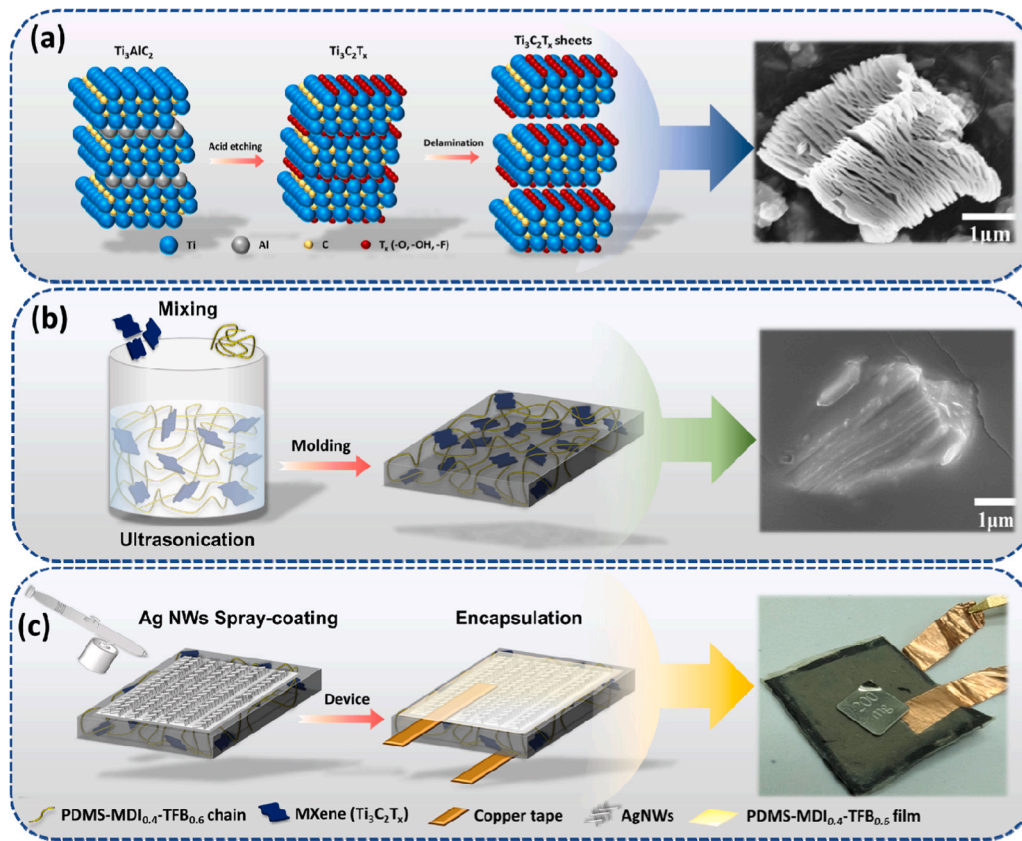 (a)
Ti₃AlC₂
Ti₃C₂Tₓ
Ti₃C₂Tₓ sheets
Acid etching
Delamination
Ti
Al
C
Tₓ (-O, -OH, -F)
1μm
(b)
Mixing
Molding
Ultrasonication
1μm
(c)
Ag NWs Spray-coating
Encapsulation
Device
200
mg
PDMS-MDI₀.₄-TFB₀.₆ chain
MXene (Ti₃C₂Tₓ)
Copper tape
AgNWs
PDMS-MDI₀.₄-TFB₀.₆ film